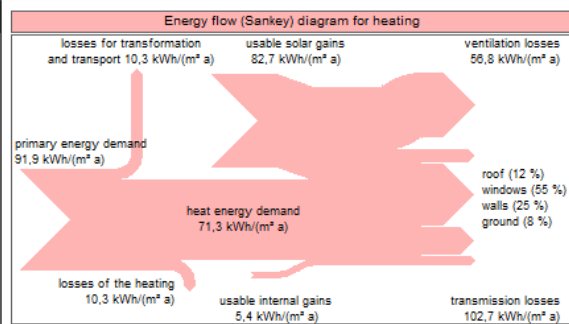 Energy flow (Sankey) diagram for heating
losses for transformation
and transport 10,3 kWh/(m² a)
usable solar gains
82,7 kWh/(m² a)
ventilation losses
56,8 kWh/(m² a)
primary energy demand
91,9 kWh/(m² a)
roof (12 %)
windows (55 %)
walls (25 %)
ground (8 %)
heat energy demand
71,3 kWh/(m² a)
losses of the heating
10,3 kWh/(m² a)
usable internal gains
5,4 kWh/(m² a)
transmission losses
102,7 kWh/(m² a)